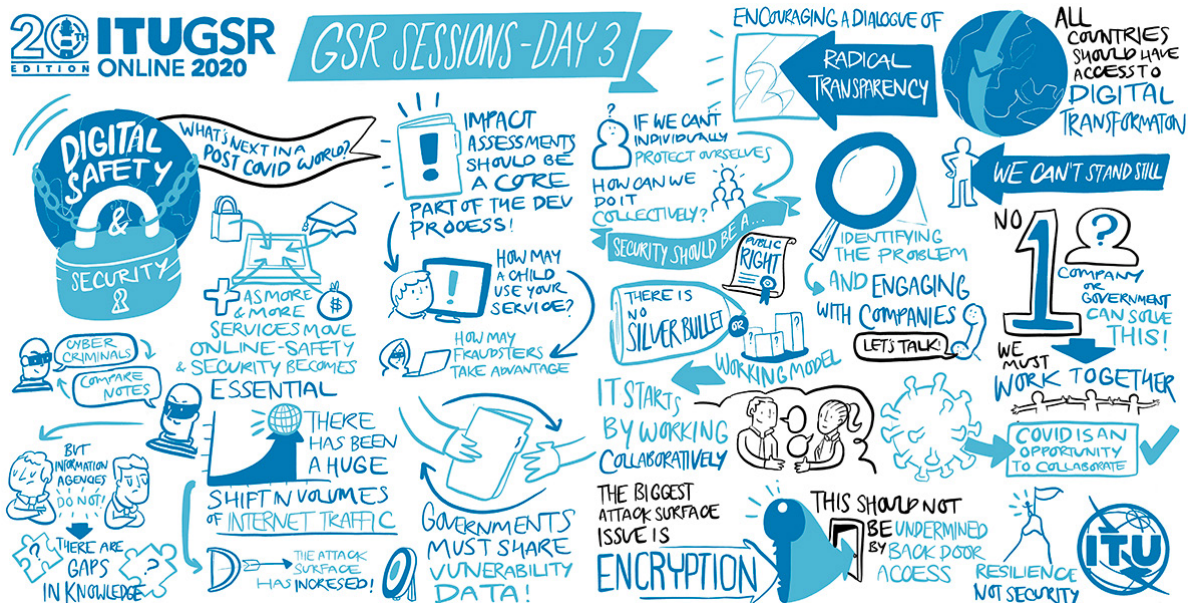 20TH
EDITION
ITUGSR
ONLINE 2020
GSR SESSIONS-DAY 3
DIGITAL
SAFETY
&
SECURITY
WHAT'S NEXT IN A
POST COVID WORLD?
+ AS MORE
& MORE
SERVICES MOVE
ONLINE-SAFETY
& SECURITY BECOMES
ESSENTIAL
$
CYBER
CRIMINALS
COMPARE
NOTES
BUT
INFORMATION
AGENCIES
DO NOT!
THERE ARE
GAPS
IN KNOWLEDGE
?
?
THERE
HAS BEEN
A HUGE
SHIFT IN VOLUMES
OF INTERNET TRAFFIC
THE ATTACK
SURFACE
HAS INCRESED!
!
IMPACT
ASSESSMENTS
SHOULD BE
A CORE
PART OF THE DEV
PROCESS!
!
HOW MAY
A CHILD
USE YOUR
SERVICE?
HOW MAY
FRAUDSTERS
TAKE ADVANTAGE
GOVERNMENTS
MUST SHARE
VUNERABILITY
DATA!
?
IF WE CAN'T
INDIVIDUALLY
PROTECT OURSELVES
HOW CAN WE
DO IT
COLLECTIVELY?
SECURITY SHOULD BE A...
PUBLIC
RIGHT
THERE IS
NO
SILVER BULLET
OR
? ? ?
WORKING MODEL
IT STARTS
BY WORKING
COLLABORATIVELY
THE BIGGEST
ATTACK SURFACE
ISSUE IS
ENCRYPTION
THIS SHOULD NOT
BE UNDERMINED
BY BACK DOOR
ACCESS
ENCOURAGING A DIALOGUE OF
RADICAL
TRANSPARENCY
ALL
COUNTRIES
SHOULD HAVE
ACCESS TO
DIGITAL
TRANSFORMATON
WE CAN'T STAND STILL
IDENTIFYING
THE PROBLEM
AND ENGAGING
WITH COMPANIES
LET'S TALK!
NO
1
?
COMPANY
OR
GOVERNMENT
CAN SOLVE
THIS!
WE
MUST
WORK TOGETHER
COVID IS AN
OPPORTUNITY
TO COLLABORATE
RESILIENCE
NOT SECURITY
ITU